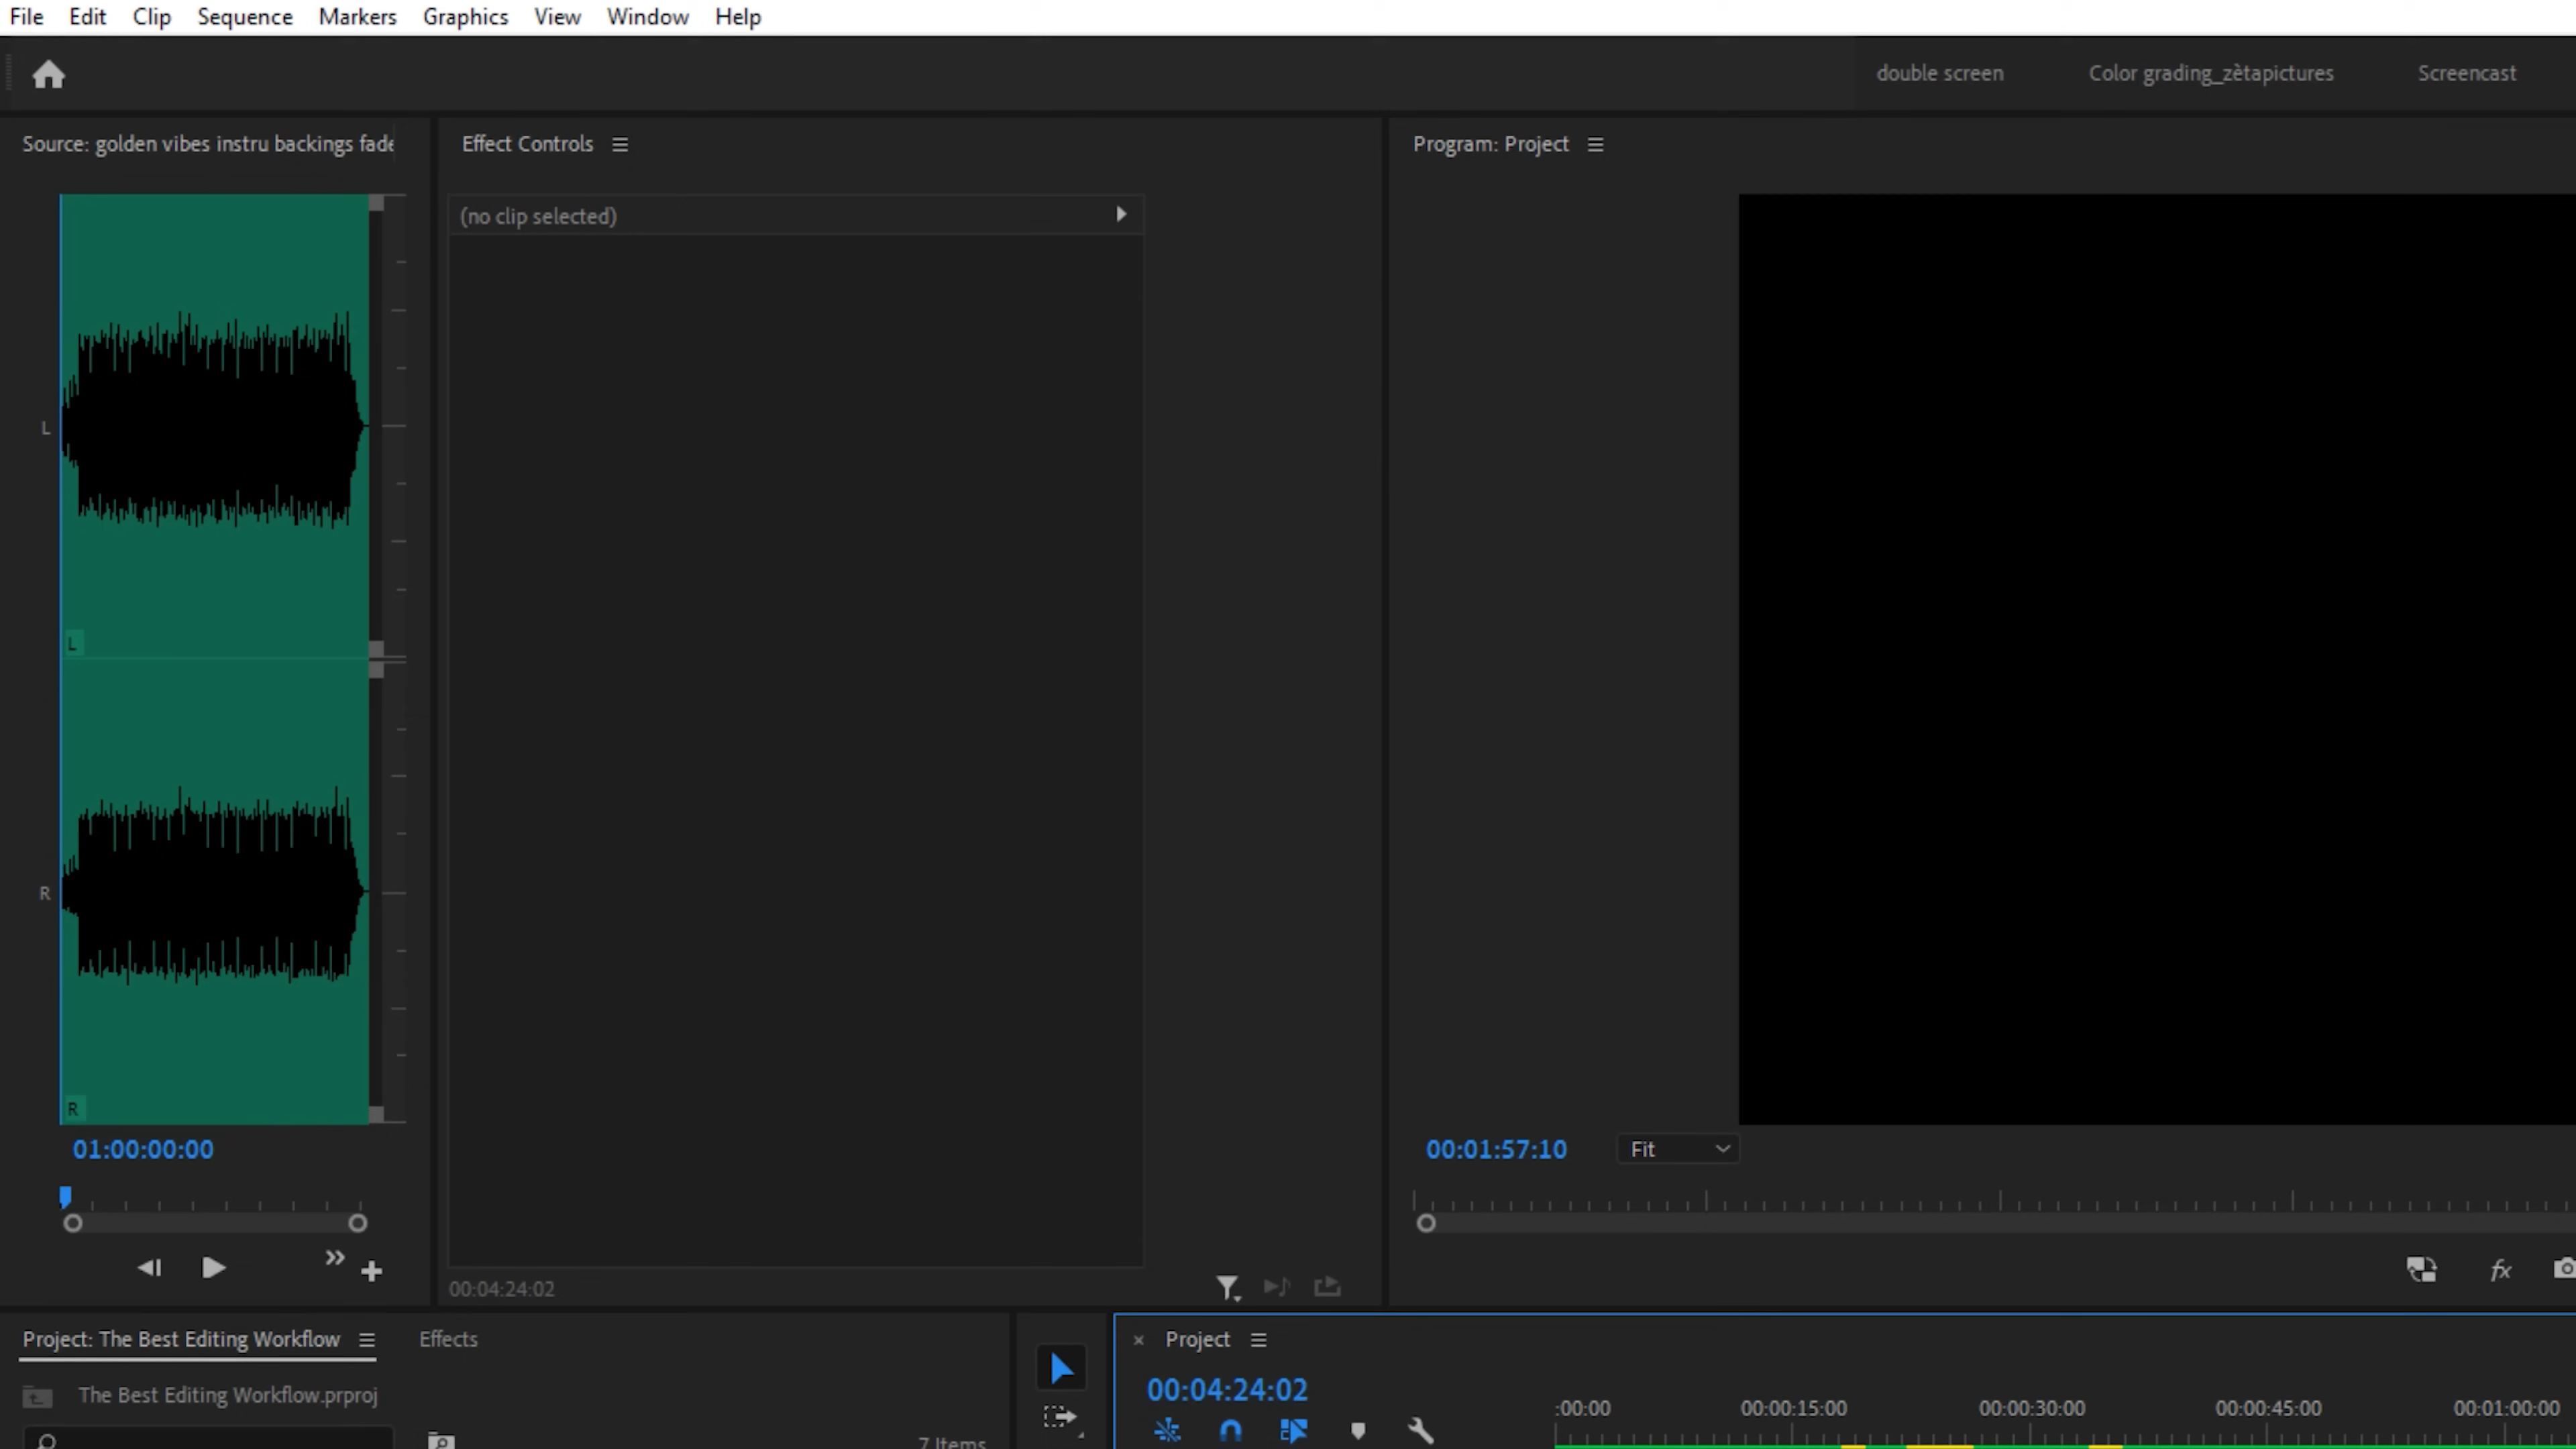 File Edit Clip Sequence Markers Graphics View Window Help
double screen Color grading_zètapictures Screencast
Source: golden vibes instru backings fade
Effect Controls
Program: Project
(no clip selected)
L
L
R
R
01:00:00:00
00:01:57:10 Fit
fx
00:04:24:02
Project: The Best Editing Workflow Effects
Project
The Best Editing Workflow.prproj
00:04:24:02
:00:00 00:00:15:00 00:00:30:00 00:00:45:00 00:01:00:00
7 Items